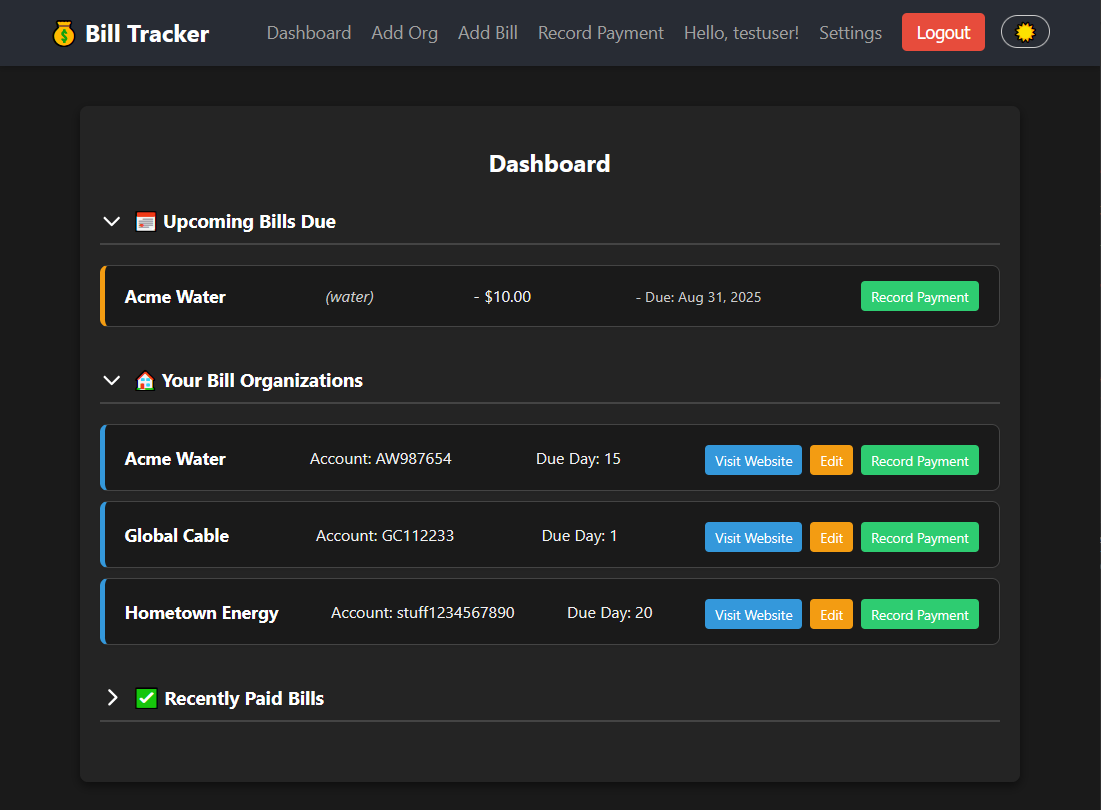 Bill Tracker Dashboard Add Org Add Bill Record Payment Hello, testuser! Settings Logout
Dashboard
Upcoming Bills Due
Acme Water (water) - $10.00 - Due: Aug 31, 2025 Record Payment
Your Bill Organizations
Acme Water Account: AW987654 Due Day: 15 Visit Website Edit Record Payment
Global Cable Account: GC112233 Due Day: 1 Visit Website Edit Record Payment
Hometown Energy Account: stuff1234567890 Due Day: 20 Visit Website Edit Record Payment
Recently Paid Bills